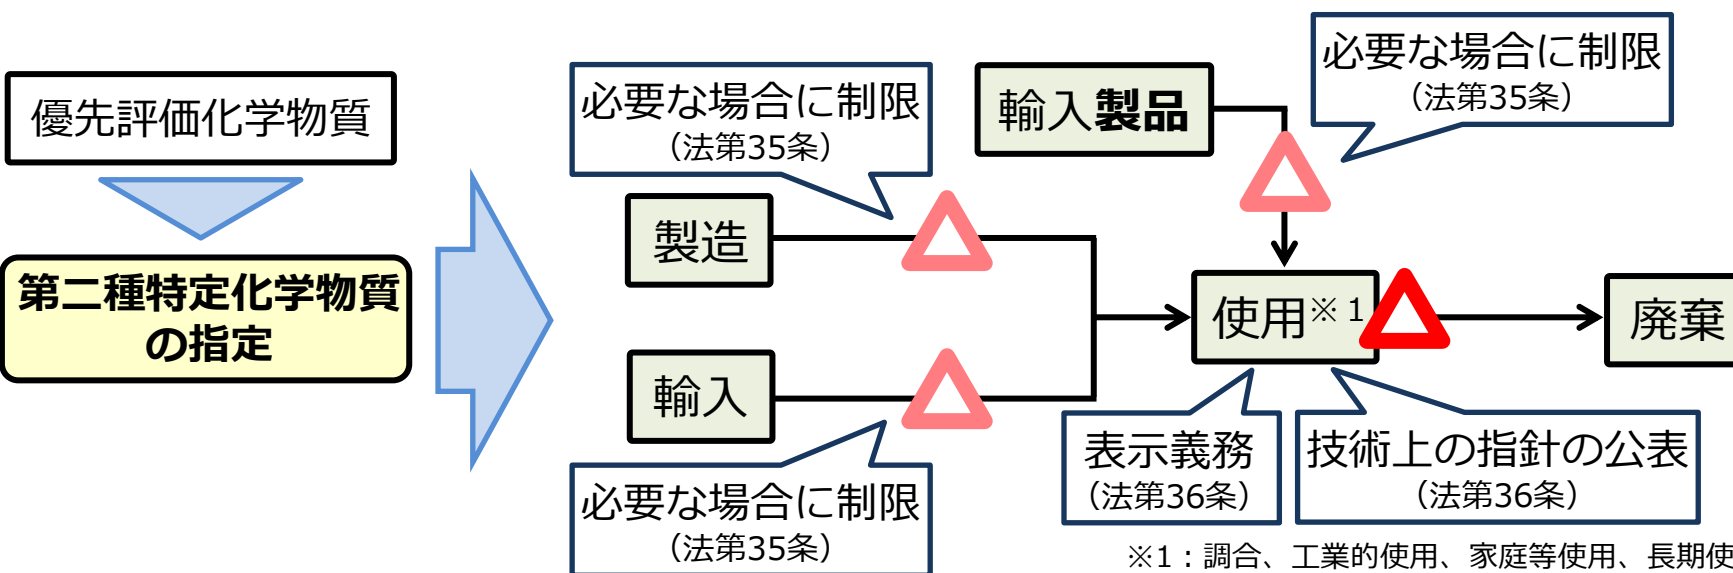 優先評価化学物質
第二種特定化学物質
の指定
必要な場合に制限
（法第35条）
製造
輸入
必要な場合に制限
（法第35条）
輸入製品
必要な場合に制限
（法第35条）
使用※1
廃棄
表示義務
（法第36条）
技術上の指針の公表
（法第36条）
※1：調合、工業的使用、家庭等使用、長期使